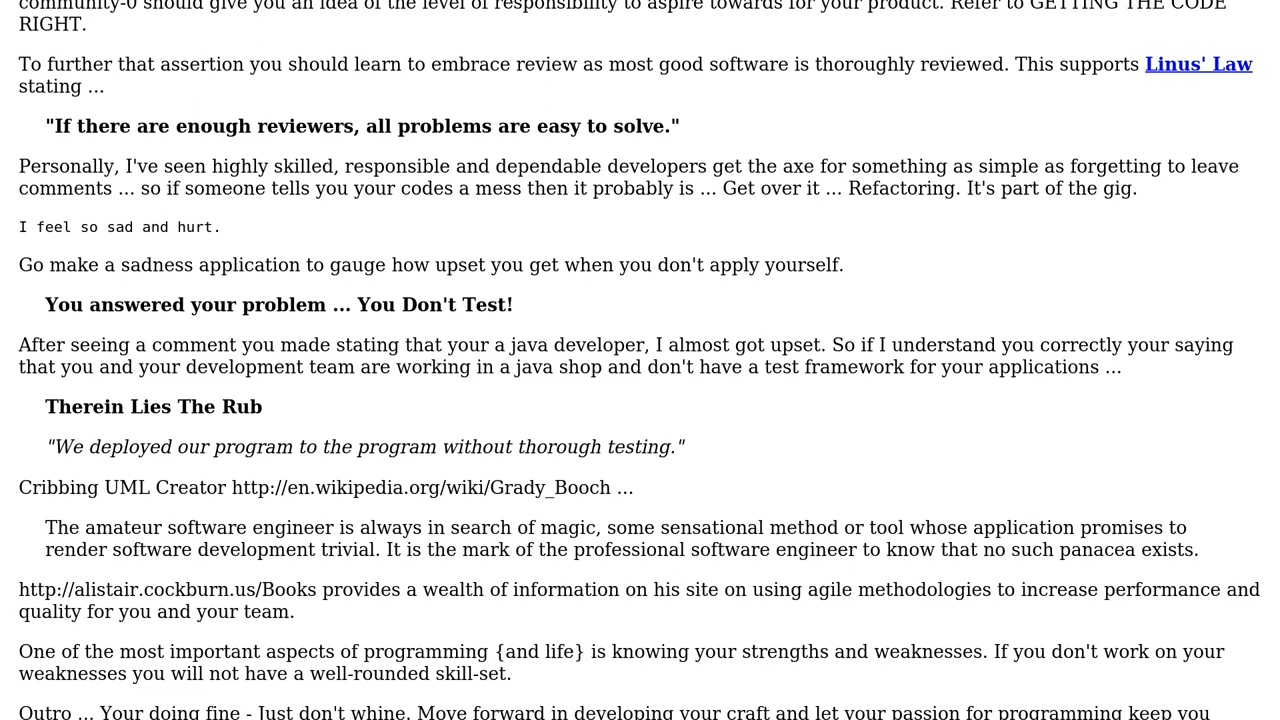 community-0 should give you an idea of the level of responsibility to aspire towards for your product. Refer to GETTING THE CODE
RIGHT.
To further that assertion you should learn to embrace review as most good software is thoroughly reviewed. This supports Linus' Law
stating ...
"If there are enough reviewers, all problems are easy to solve."
Personally, I've seen highly skilled, responsible and dependable developers get the axe for something as simple as forgetting to leave
comments ... so if someone tells you your codes a mess then it probably is ... Get over it ... Refactoring. It's part of the gig.
I feel so sad and hurt.
Go make a sadness application to gauge how upset you get when you don't apply yourself.
You answered your problem ... You Don't Test!
After seeing a comment you made stating that your a java developer, I almost got upset. So if I understand you correctly your saying
that you and your development team are working in a java shop and don't have a test framework for your applications ...
Therein Lies The Rub
"We deployed our program to the program without thorough testing."
Cribbing UML Creator http://en.wikipedia.org/wiki/Grady_Booch ...
The amateur software engineer is always in search of magic, some sensational method or tool whose application promises to
render software development trivial. It is the mark of the professional software engineer to know that no such panacea exists.
http://alistair.cockburn.us/Books provides a wealth of information on his site on using agile methodologies to increase performance and
quality for you and your team.
One of the most important aspects of programming {and life} is knowing your strengths and weaknesses. If you don't work on your
weaknesses you will not have a well-rounded skill-set.
Outro ... Your doing fine - Just don't whine. Move forward in developing your craft and let your passion for programming keep you